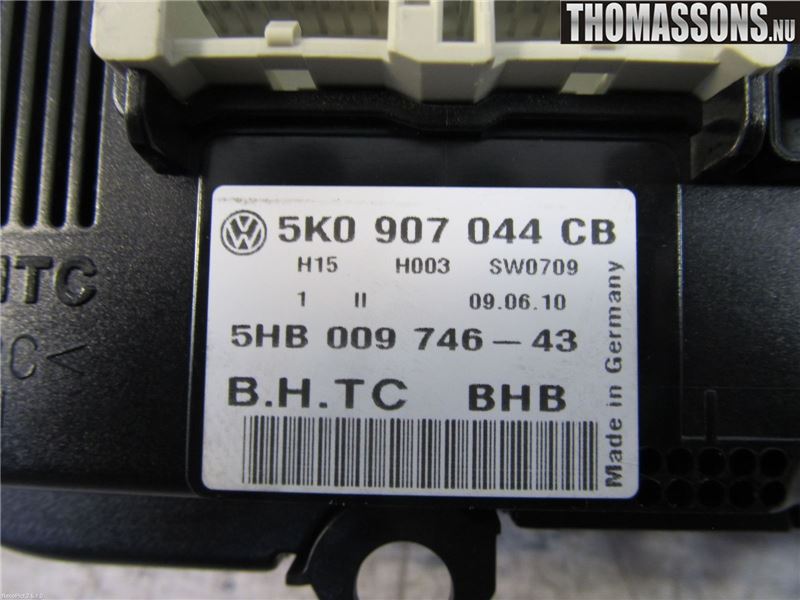 THOMASSONS.NU
5K0 907 044 CB
H15 H003 SW0709
1 II 09.06.10
5HB 009 746-43
B.H.TC BHB
Made in Germany
HTC
C<